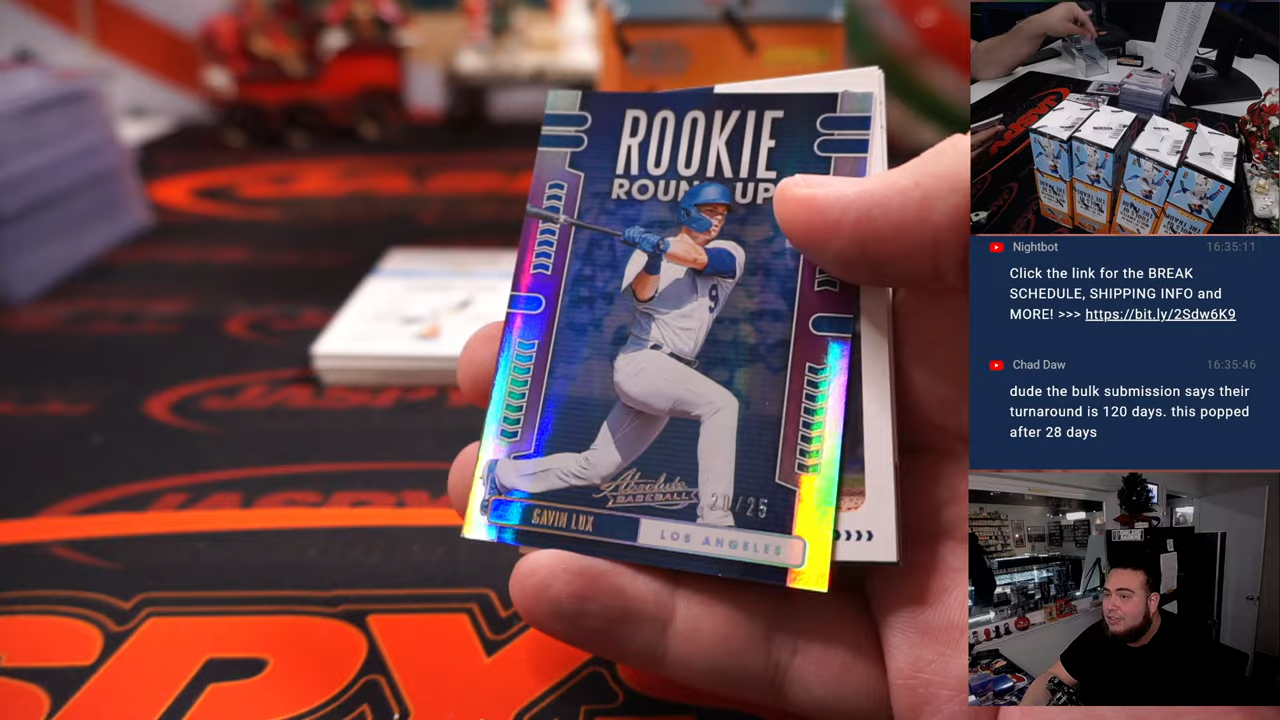 ROOKIE
ROUND UP
9
Absolute
BASEBALL
GAVIN LUX
LOS ANGELES
JASPY
Nightbot 16:35:11
Click the link for the BREAK
SCHEDULE, SHIPPING INFO and
MORE! >>> https://bit.ly/2Sdw6K9
Chad Daw 16:35:46
dude the bulk submission says their
turnaround is 120 days. this popped
after 28 days